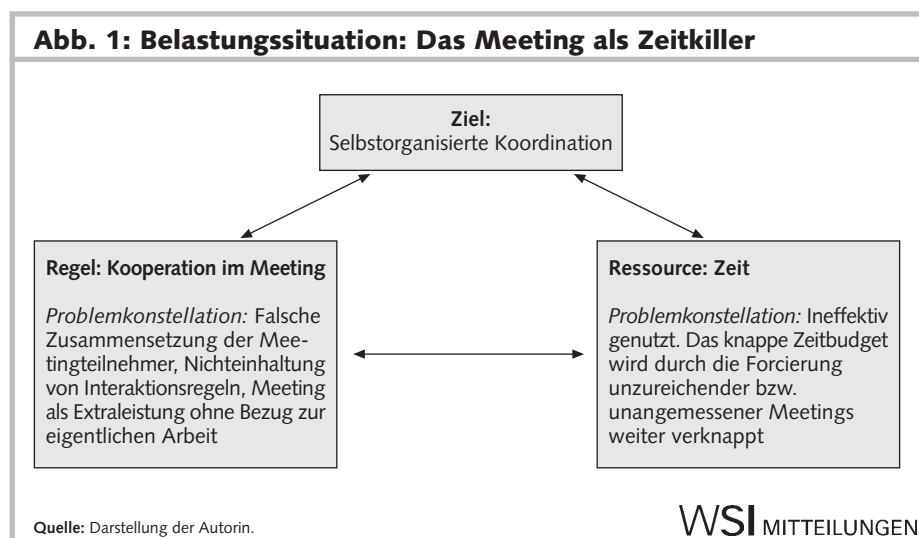 Abb. 1: Belastungssituation: Das Meeting als Zeitkiller
Ziel:
Selbstorganisierte Koordination
Regel: Kooperation im Meeting
Problemkonstellation: Falsche
Zusammensetzung der Mee-
tingteilnehmer, Nichteinhaltung
von Interaktionsregeln, Meeting
als Extraleistung ohne Bezug zur
eigentlichen Arbeit
Ressource: Zeit
Problemkonstellation: Ineffektiv
genutzt. Das knappe Zeitbudget
wird durch die Forcierung
unzureichender bzw.
unangemessener Meetings
weiter verknappt
Quelle: Darstellung der Autorin.
WSI MITTEILUNGEN